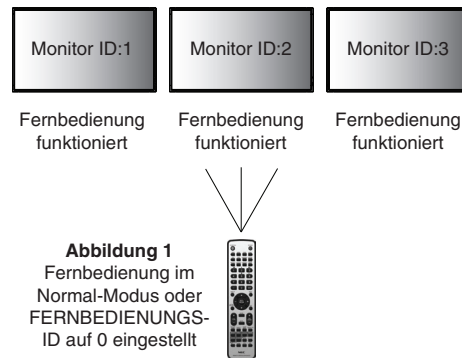 Monitor ID:1
Monitor ID:2
Monitor ID:3
Fernbedienung
funktioniert
Fernbedienung
funktioniert
Fernbedienung
funktioniert
Abbildung 1
Fernbedienung im
Normal-Modus oder
FERNBEDIENUNGS-
ID auf 0 eingestellt